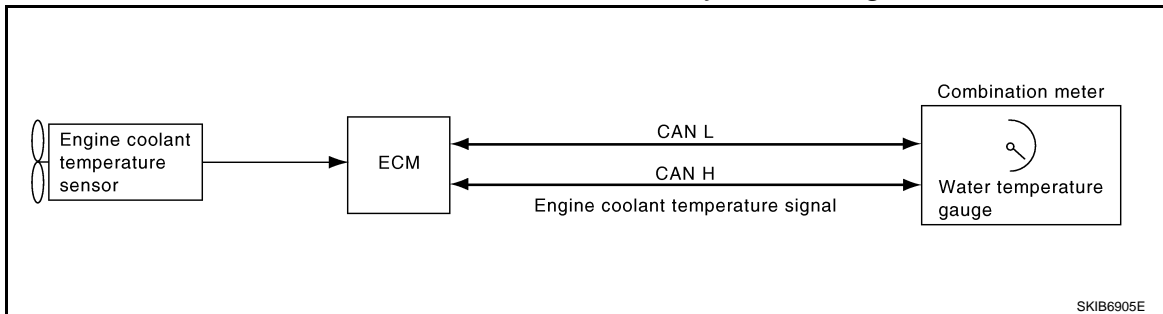 Combination meter
Engine coolant
temperature
sensor
ECM
CAN L
CAN H
Engine coolant temperature signal
Water temperature
gauge
SKIB6905E